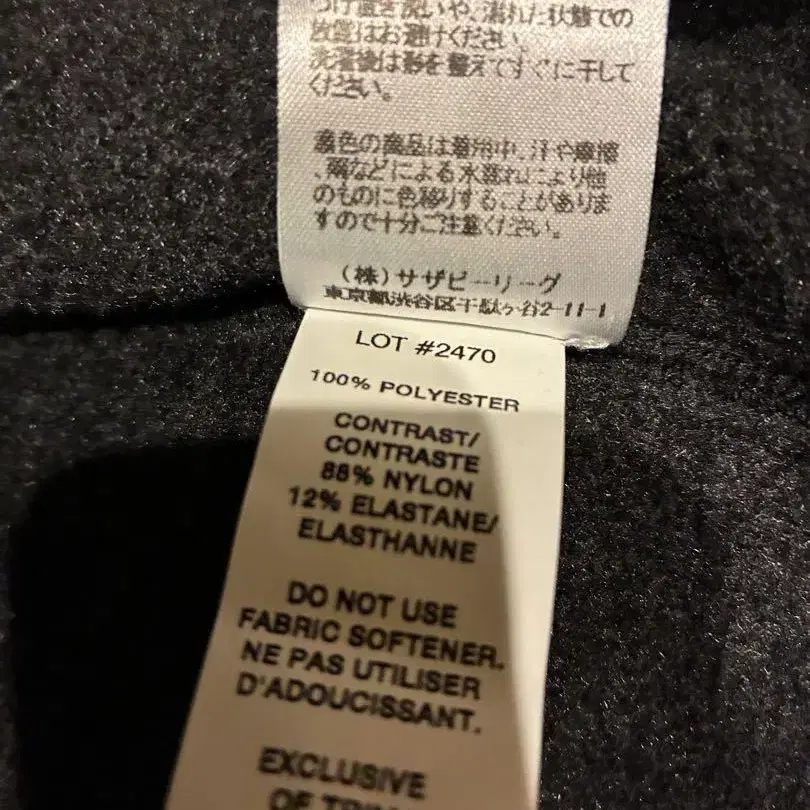 つけ置き洗いや、濡れた状態での
放置はお避けください。
洗濯後は形を整えてすぐに干して
ください。
濃色の商品は着用中、汗や摩擦
、雨などによる水濡れにより他
のものに色移りすることがありま
すので十分ご注意ください。
(株)サザビーリーグ
東京都渋谷区千駄ヶ谷2-11-1
LOT #2470
100% POLYESTER
CONTRAST/
CONTRASTE
88% NYLON
12% ELASTANE/
ELASTHANNE
DO NOT USE
FABRIC SOFTENER.
NE PAS UTILISER
D'ADOUCISSANT.
EXCLUSIVE
OF